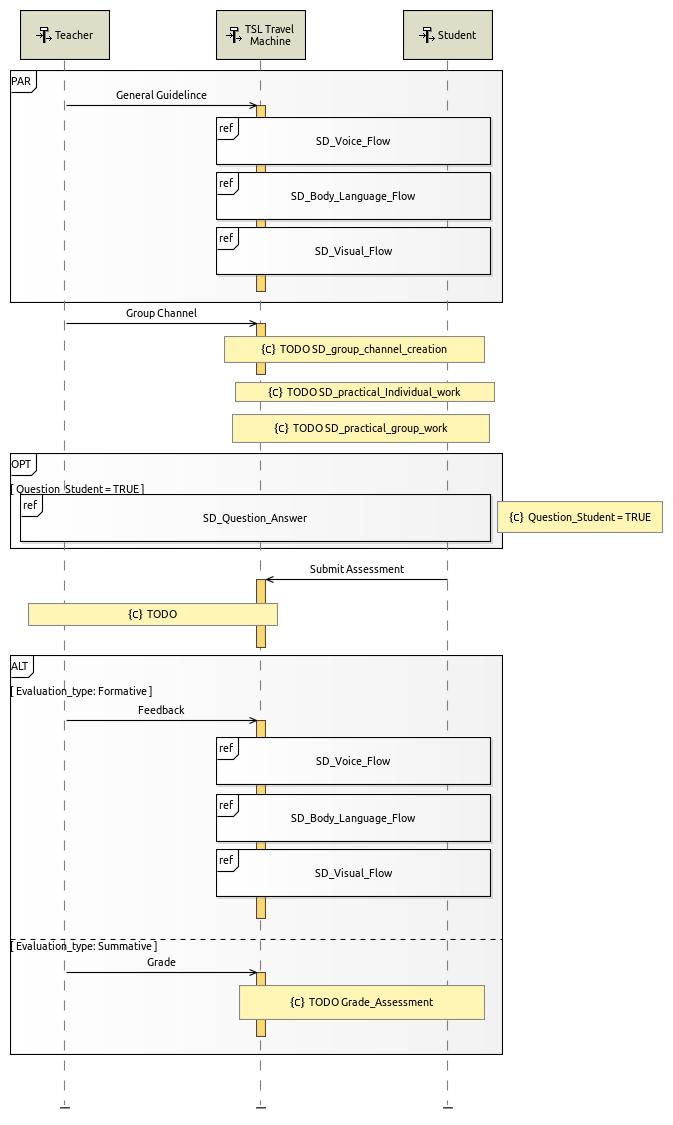 Teacher
TSL Travel
Machine
Student
PAR
General Guidelince
ref
SD_Voice_Flow
ref
SD_Body_Language_Flow
ref
SD_Visual_Flow
Group Channel
{c} TODO SD_group_channel_creation
{c} TODO SD_practical_Individual_work
{c} TODO SD_practical_group_work
OPT
[ Question_Student = TRUE ]
ref
SD_Question_Answer
{c} Question_Student = TRUE
Submit Assessment
{c} TODO
ALT
[ Evaluation_type: Formative ]
Feedback
ref
SD_Voice_Flow
ref
SD_Body_Language_Flow
ref
SD_Visual_Flow
[ Evaluation_type: Summative ]
Grade
{c} TODO Grade_Assessment